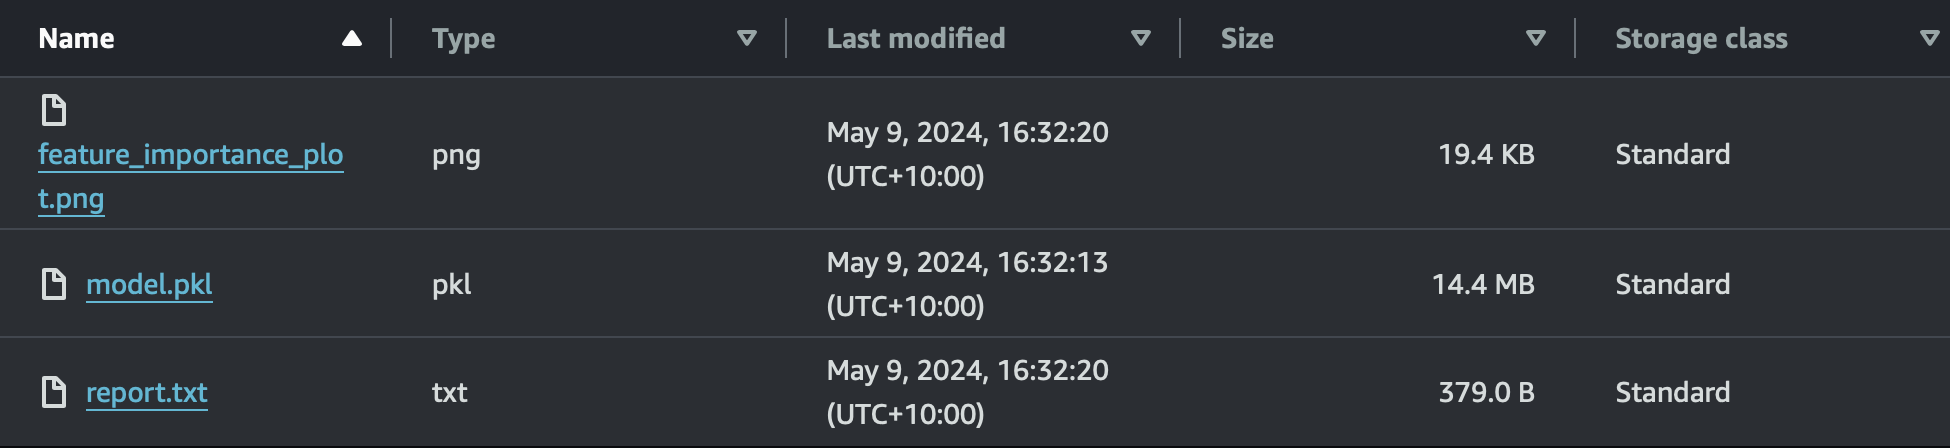 Name Type Last modified Size Storage class
feature_importance_plo
t.png
png
May 9, 2024, 16:32:20
(UTC+10:00)
19.4 KB
Standard
model.pkl
pkl
May 9, 2024, 16:32:13
(UTC+10:00)
14.4 MB
Standard
report.txt
txt
May 9, 2024, 16:32:20
(UTC+10:00)
379.0 B
Standard